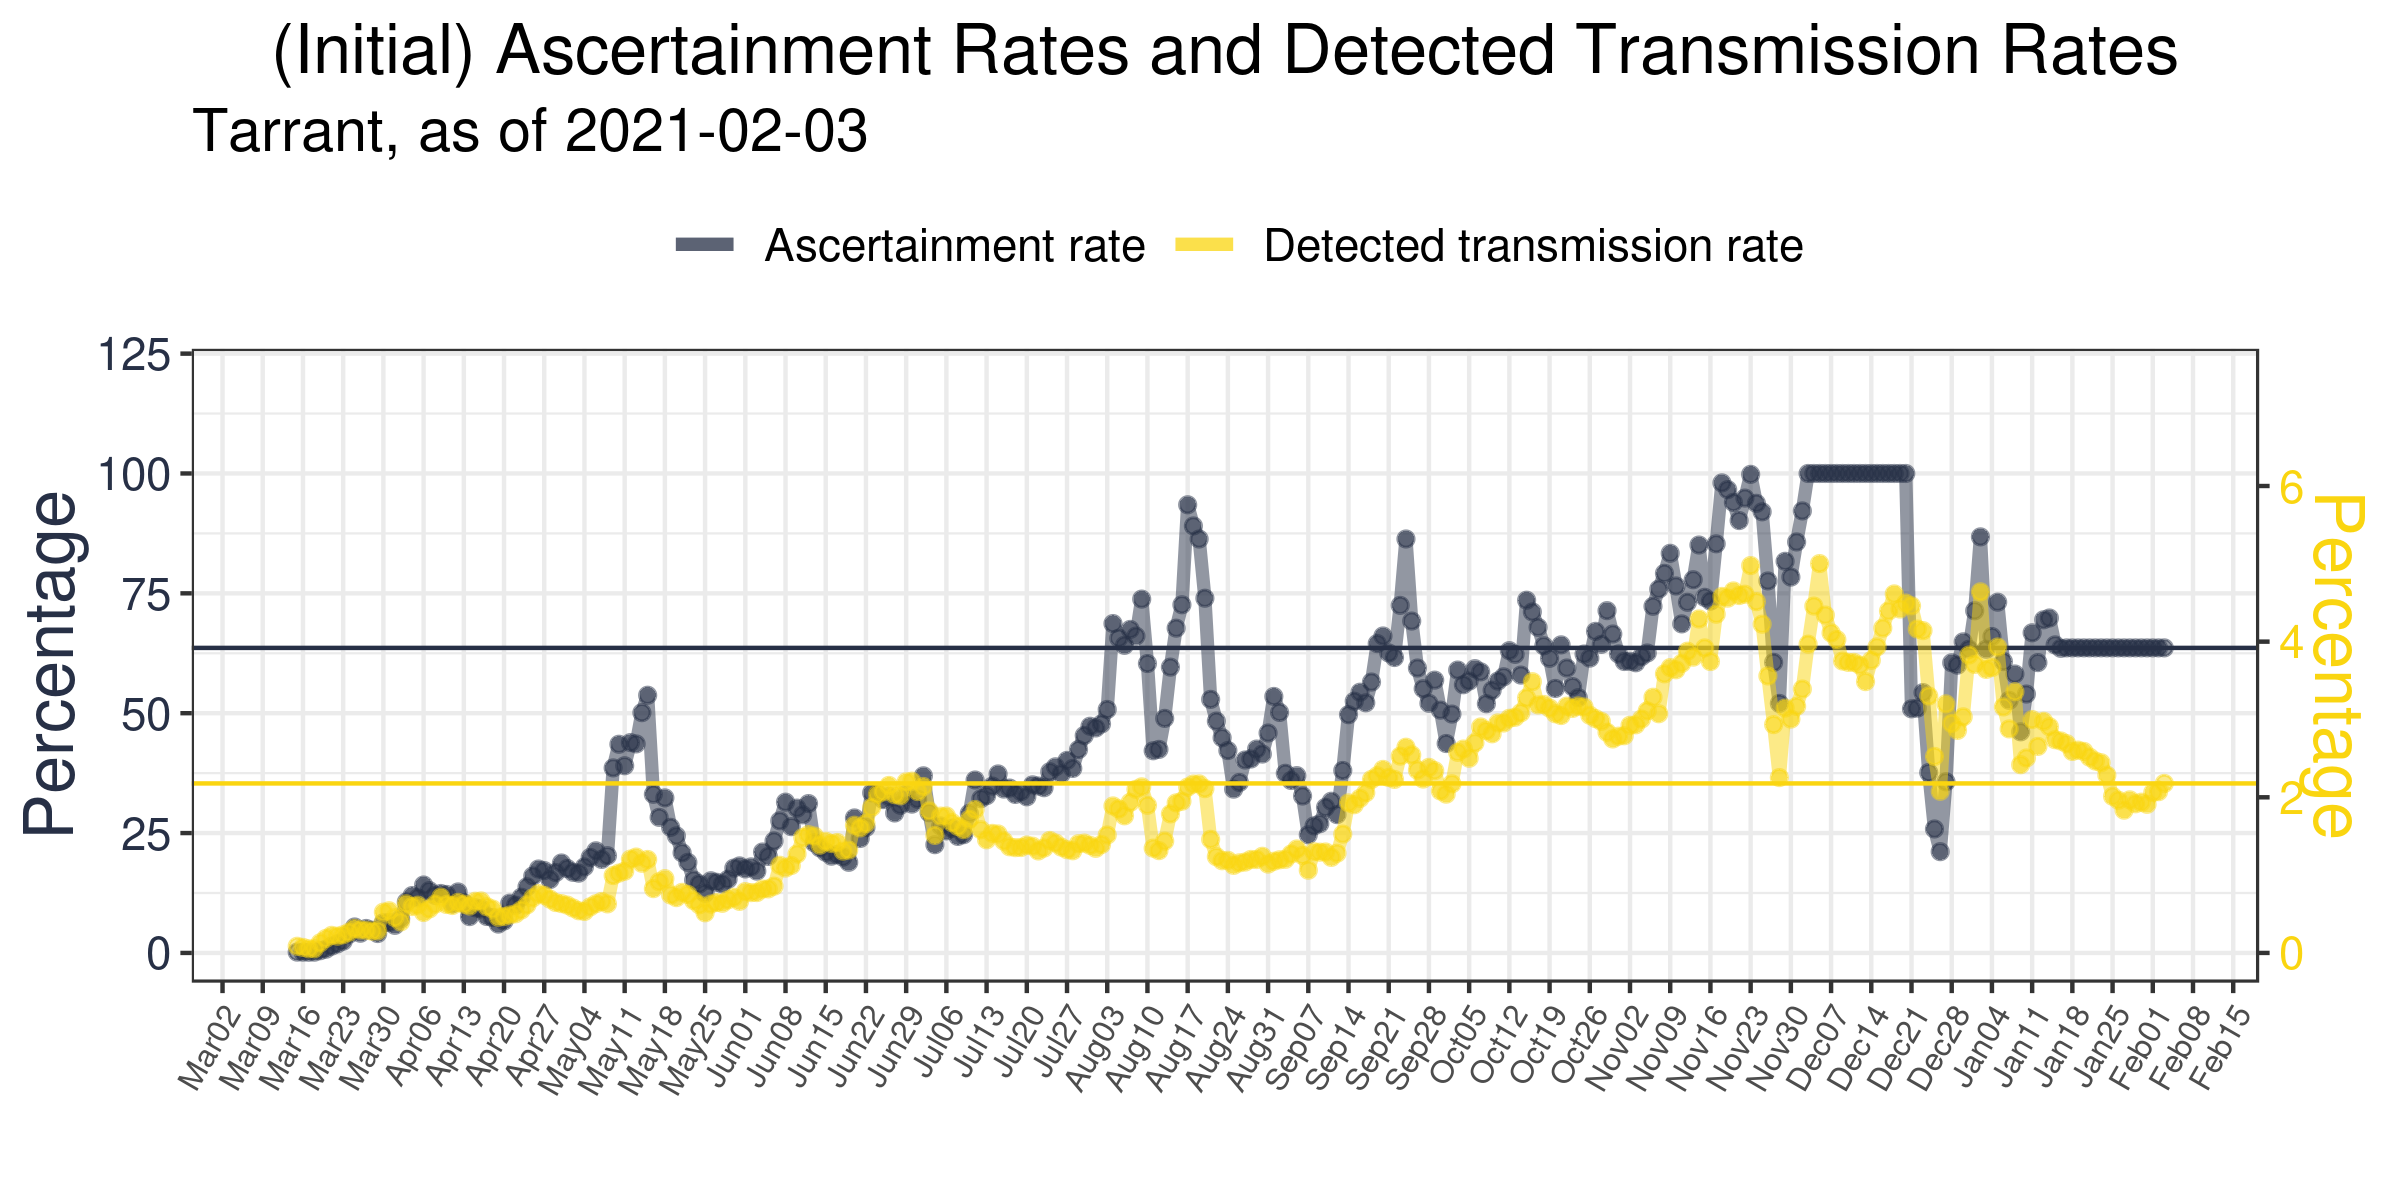 (Initial) Ascertainment Rates and Detected Transmission Rates
Tarrant, as of 2021-02-03
Ascertainment rate
Detected transmission rate
Percentage
125
100
75
50
25
0
6
4
2
0
Percentage
Mar02
Mar09
Mar16
Mar23
Mar30
Apr06
Apr13
Apr20
Apr27
May04
May11
May18
May25
Jun01
Jun08
Jun15
Jun22
Jun29
Jul06
Jul13
Jul20
Jul27
Aug03
Aug10
Aug17
Aug24
Aug31
Sep07
Sep14
Sep21
Sep28
Oct05
Oct12
Oct19
Oct26
Nov02
Nov09
Nov16
Nov23
Nov30
Dec07
Dec14
Dec21
Dec28
Jan04
Jan11
Jan18
Jan25
Feb01
Feb08
Feb15